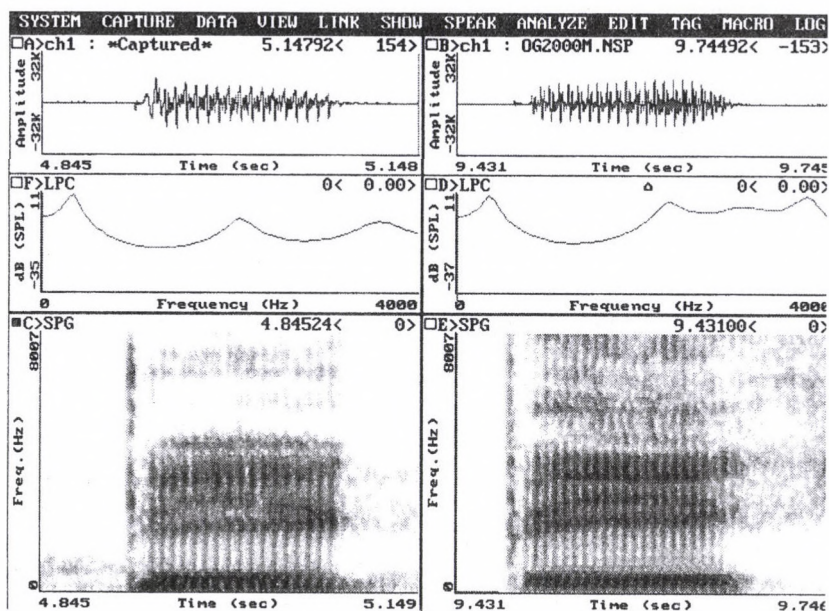 SYSTEM CAPTURE DATA VIEW LINK SHOW SPEAK ANALYZE EDIT TAG MACRO LOG
A>ch1 : *Captured* 5.14792< 154>
Amplitude
-32K 32K
4.845 Time (sec) 5.148
B>ch1 : OG2000M.NSP 9.74492< -153>
Amplitude
-32K 32K
9.431 Time (sec) 9.745
F>LPC 0< 0.00>
dB (SPL)
-35 11
0 Frequency (Hz) 4000
D>LPC 0< 0.00>
dB (SPL)
-37 11
0 Frequency (Hz) 4000
C>SPG 4.84524< 0>
Freq.(Hz)
0 8007
4.845 Time (sec) 5.149
E>SPG 9.43100< 0>
Freq.(Hz)
0 8007
9.431 Time (sec) 9.746